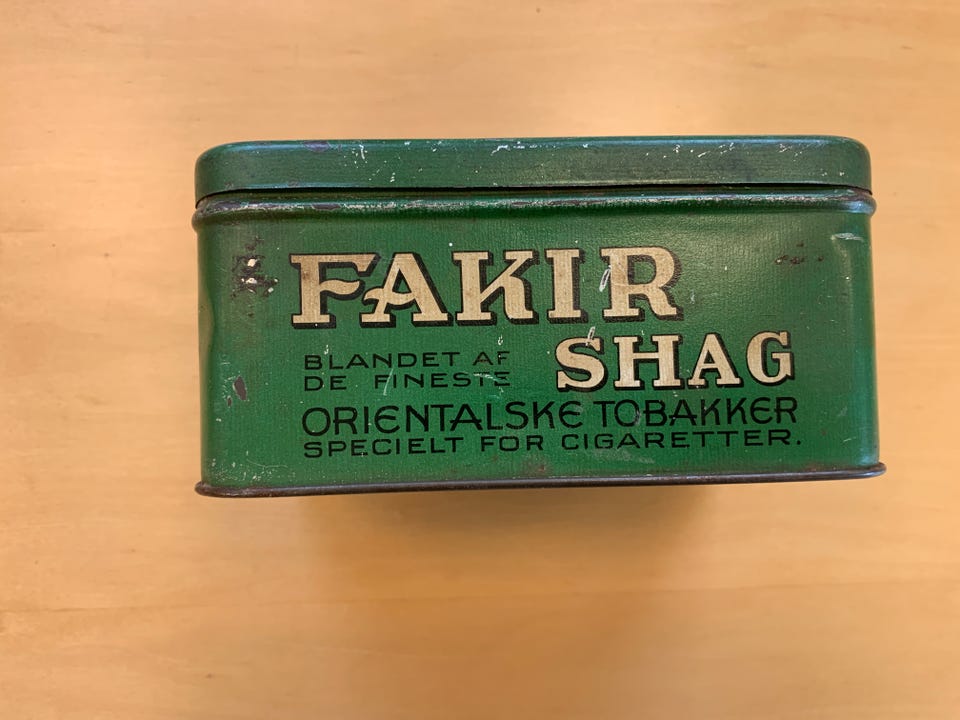 FAKIR
SHAG
BLANDET AF
DE FINESTE
ORIENTALSKE TOBAKKER
SPECIELT FOR CIGARETTER.